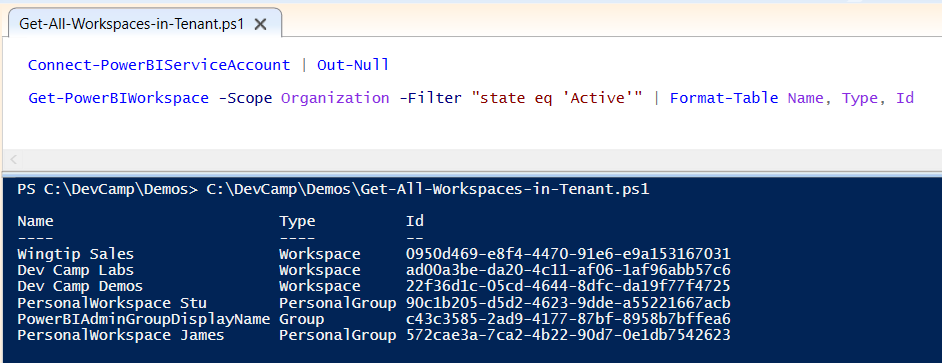 Get-All-Workspaces-in-Tenant.ps1
Connect-PowerBIServiceAccount | Out-Null
Get-PowerBIWorkspace -Scope Organization -Filter "state eq 'Active'" | Format-Table Name, Type, Id
PS C:\DevCamp\Demos> C:\DevCamp\Demos\Get-All-Workspaces-in-Tenant.ps1
Name Type Id
---- ---- --
Wingtip Sales Workspace 0950d469-e8f4-4470-91e6-e9a153167031
Dev Camp Labs Workspace ad00a3be-da20-4c11-af06-1af96abb57c6
Dev Camp Demos Workspace 22f36d1c-05cd-4644-8dfc-da19f77f4725
PersonalWorkspace Stu PersonalGroup 90c1b205-d5d2-4623-9dde-a55221667acb
PowerBIAdminGroupDisplayName Group c43c3585-2ad9-4177-87bf-8958b7bffea6
PersonalWorkspace James PersonalGroup 572cae3a-7ca2-4b22-90d7-0e1db7542623